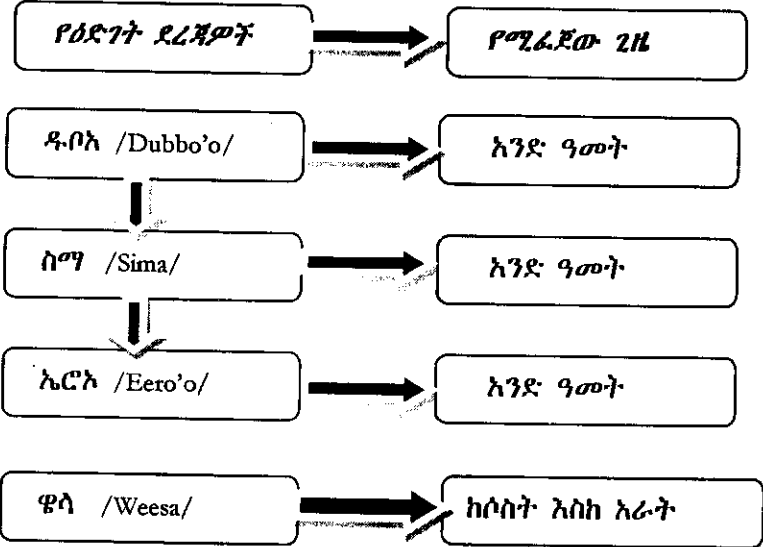 የዕድገት ደረጃዎች የሚፈጀው ጊዜ
ዱቦአ /Dubbo'o/ አንድ ዓመት
ስማ /Sima/ አንድ ዓመት
ኤሮኦ /Eero'o/ አንድ ዓመት
ዌሳ /Weesa/ ከሶስት እስከ አራት